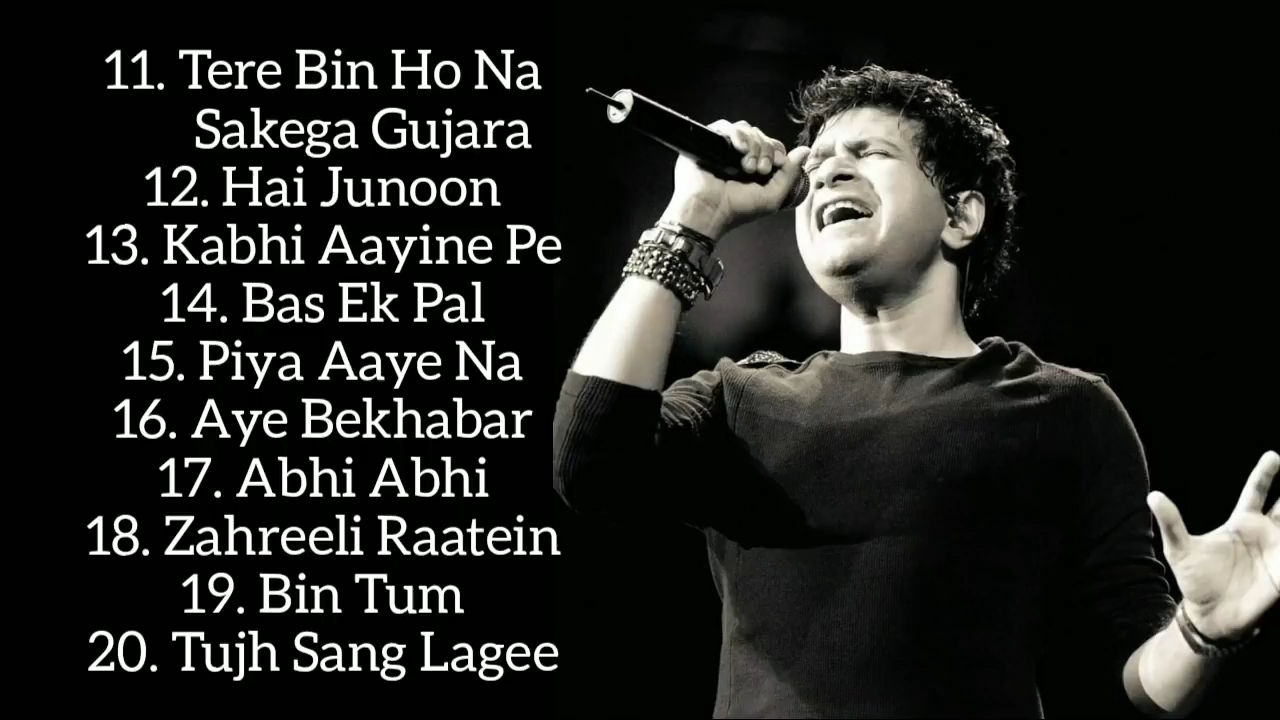 11. Tere Bin Ho Na
Sakega Gujara
12. Hai Junoon
13. Kabhi Aayine Pe
14. Bas Ek Pal
15. Piya Aaye Na
16. Aye Bekhabar
17. Abhi Abhi
18. Zahreeli Raatein
19. Bin Tum
20. Tujh Sang Lagee